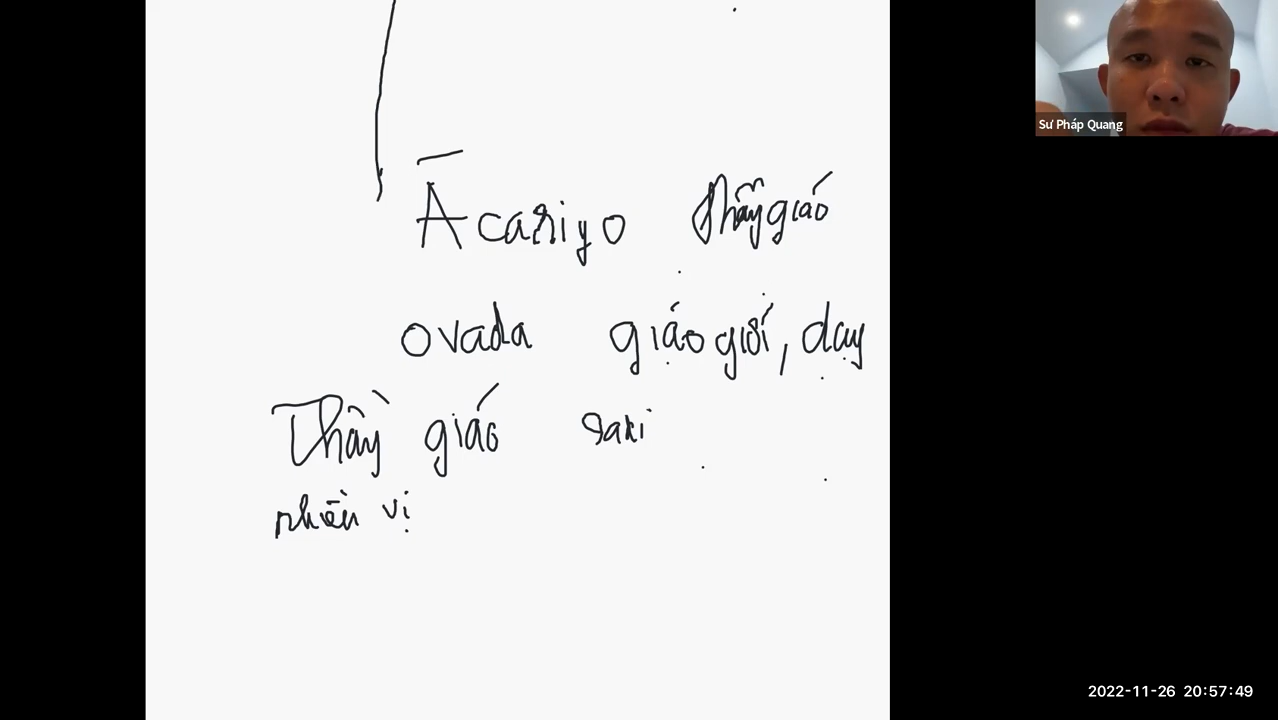 Sư Pháp Quang
Ācariyo thầy giáo
ovada giáo giới, dạy
Thầy giáo
nhiều vị
2022-11-26 20:57:49